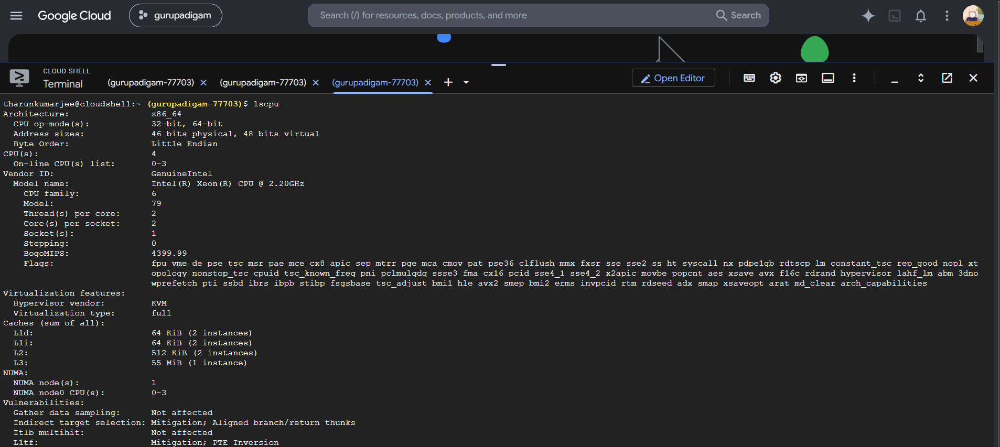 Google Cloud
gurupadigam
Search (/) for resources, docs, products, and more
Search
CLOUD SHELL
Terminal
(gurupadigam-77703)
(gurupadigam-77703)
(gurupadigam-77703)
Open Editor
tharunkumarjee@cloudshell:~ (gurupadigam-77703)$ lscpu
Architecture: x86_64
CPU op-mode(s): 32-bit, 64-bit
Address sizes: 46 bits physical, 48 bits virtual
Byte Order: Little Endian
CPU(s): 4
On-line CPU(s) list: 0-3
Vendor ID: GenuineIntel
Model name: Intel(R) Xeon(R) CPU @ 2.20GHz
CPU family: 6
Model: 79
Thread(s) per core: 2
Core(s) per socket: 2
Socket(s): 1
Stepping: 0
BogoMIPS: 4399.99
Flags: fpu vme de pse tsc msr pae mce cx8 apic sep mtrr pge mca cmov pat pse36 clflush mmx fxsr sse sse2 ss ht syscall nx pdpe1gb rdtscp lm constant_tsc rep_good nopl xt
opology nonstop_tsc cpuid tsc_known_freq pni pclmulqdq ssse3 fma cx16 pcid sse4_1 sse4_2 x2apic movbe popcnt aes xsave avx f16c rdrand hypervisor lahf_lm abm 3dno
wprefetch pti ssbd ibrs ibpb stibp fsgsbase tsc_adjust bmi1 hle avx2 smep bmi2 erms invpcid rtm rdseed adx smap xsaveopt arat md_clear arch_capabilities
Virtualization features:
Hypervisor vendor: KVM
Virtualization type: full
Caches (sum of all):
L1d: 64 KiB (2 instances)
L1i: 64 KiB (2 instances)
L2: 512 KiB (2 instances)
L3: 55 MiB (1 instance)
NUMA:
NUMA node(s): 1
NUMA node0 CPU(s): 0-3
Vulnerabilities:
Gather data sampling: Not affected
Indirect target selection: Mitigation; Aligned branch/return thunks
Itlb multihit: Not affected
L1tf: Mitigation; PTE Inversion